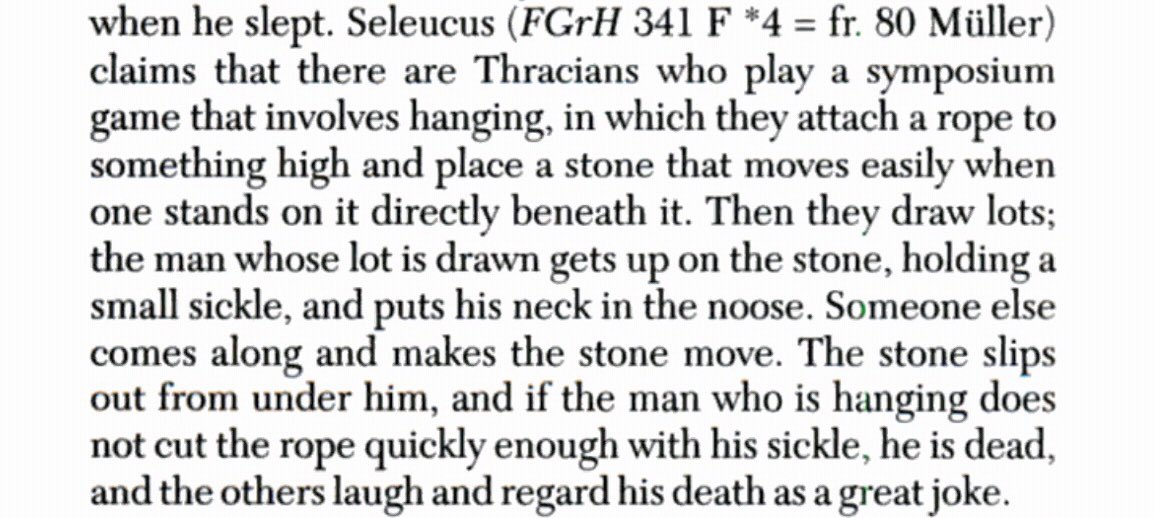 when he slept. Seleucus (FGrH 341 F *4 = fr. 80 Müller)
claims that there are Thracians who play a symposium
game that involves hanging, in which they attach a rope to
something high and place a stone that moves easily when
one stands on it directly beneath it. Then they draw lots;
the man whose lot is drawn gets up on the stone, holding a
small sickle, and puts his neck in the noose. Someone else
comes along and makes the stone move. The stone slips
out from under him, and if the man who is hanging does
not cut the rope quickly enough with his sickle, he is dead,
and the others laugh and regard his death as a great joke.